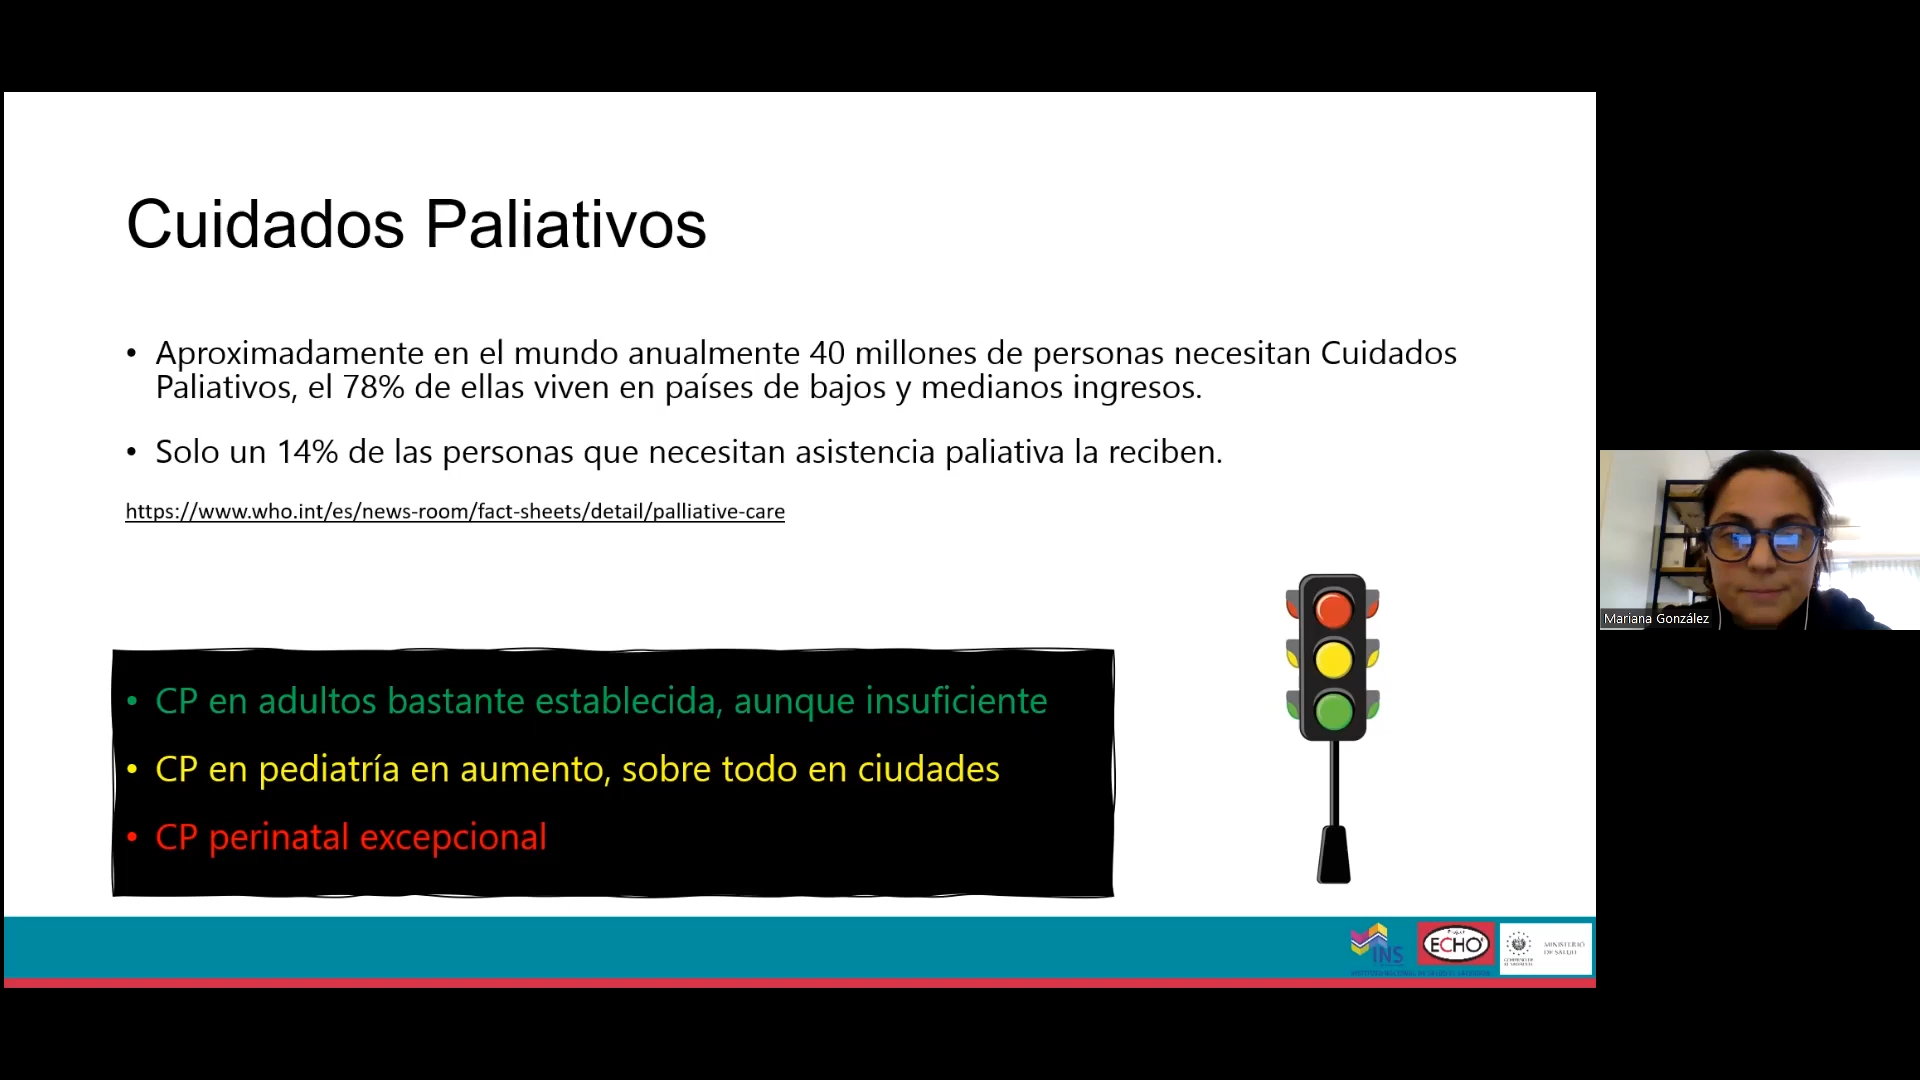 Cuidados Paliativos
• Aproximadamente en el mundo anualmente 40 millones de personas necesitan Cuidados
Paliativos, el 78% de ellas viven en países de bajos y medianos ingresos.
• Solo un 14% de las personas que necesitan asistencia paliativa la reciben.
https://www.who.int/es/news-room/fact-sheets/detail/palliative-care
• CP en adultos bastante establecida, aunque insuficiente
• CP en pediatría en aumento, sobre todo en ciudades
• CP perinatal excepcional
Mariana González
INS
ECHO
MINISTERIO
DE SALUD